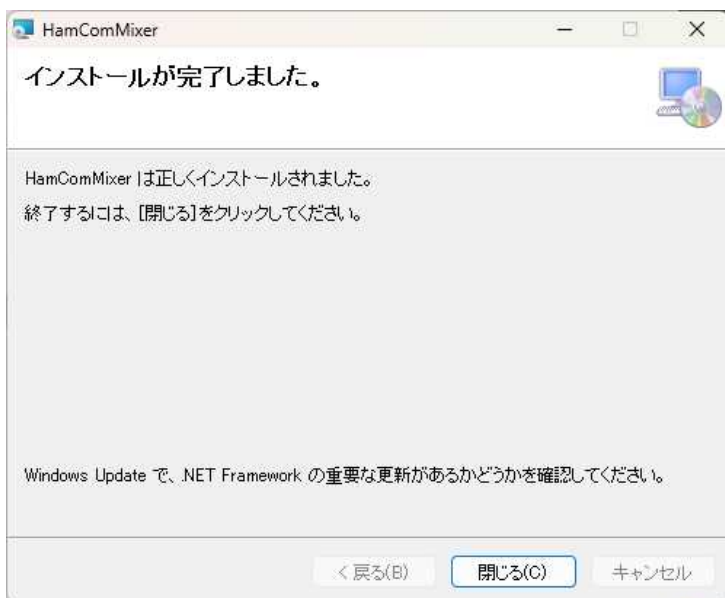 HamComMixer
インストールが完了しました。
HamComMixer は正しくインストールされました。
終了するには、[閉じる]をクリックしてください。
Windows Update で、.NET Framework の重要な更新があるかどうかを確認してください。
< 戻る(B) 閉じる(C) キャンセル